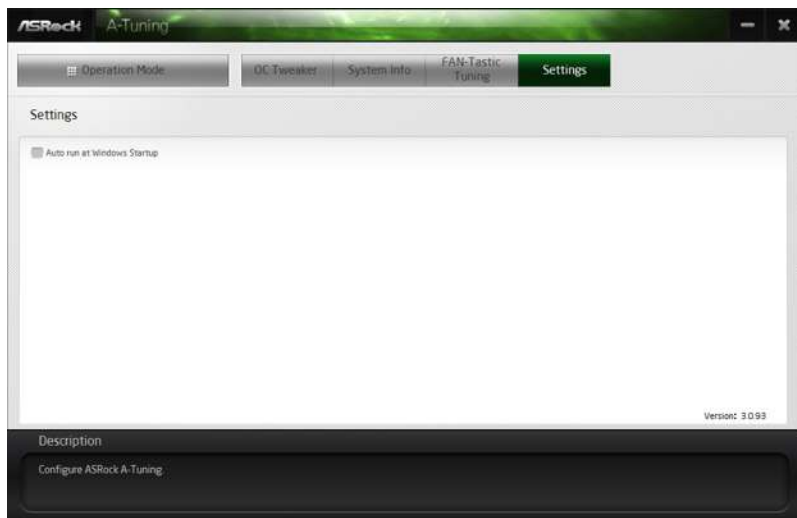 ASRock A-Tuning
Operation Mode
OC Tweaker
System Info
FAN-Tastic
Tuning
Settings
Settings
Auto run at Windows Startup
Version: 3.0.93
Description
Configure ASRock A-Tuning.